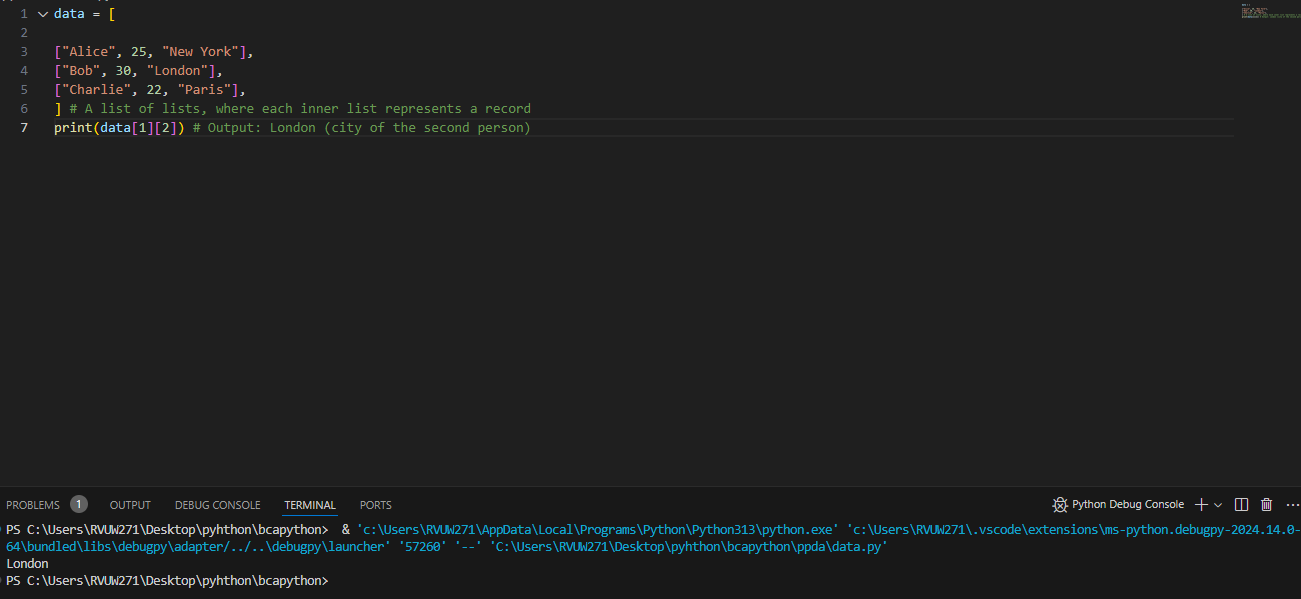 1 data = [
2
3 ["Alice", 25, "New York"],
4 ["Bob", 30, "London"],
5 ["Charlie", 22, "Paris"],
6 ] # A list of lists, where each inner list represents a record
7 print(data[1][2]) # Output: London (city of the second person)
PROBLEMS 1 OUTPUT DEBUG CONSOLE TERMINAL PORTS Python Debug Console
PS C:\Users\RVUW271\Desktop\pyhthon\bcapython> & 'c:\Users\RVUW271\AppData\Local\Programs\Python\Python313\python.exe' 'c:\Users\RVUW271\.vscode\extensions\ms-python.debugpy-2024.14.0-
64\bundled\libs\debugpy\adapter/../..\debugpy\launcher' '57260' '--' 'C:\Users\RVUW271\Desktop\pyhthon\bcapython\ppda\data.py'
London
PS C:\Users\RVUW271\Desktop\pyhthon\bcapython>